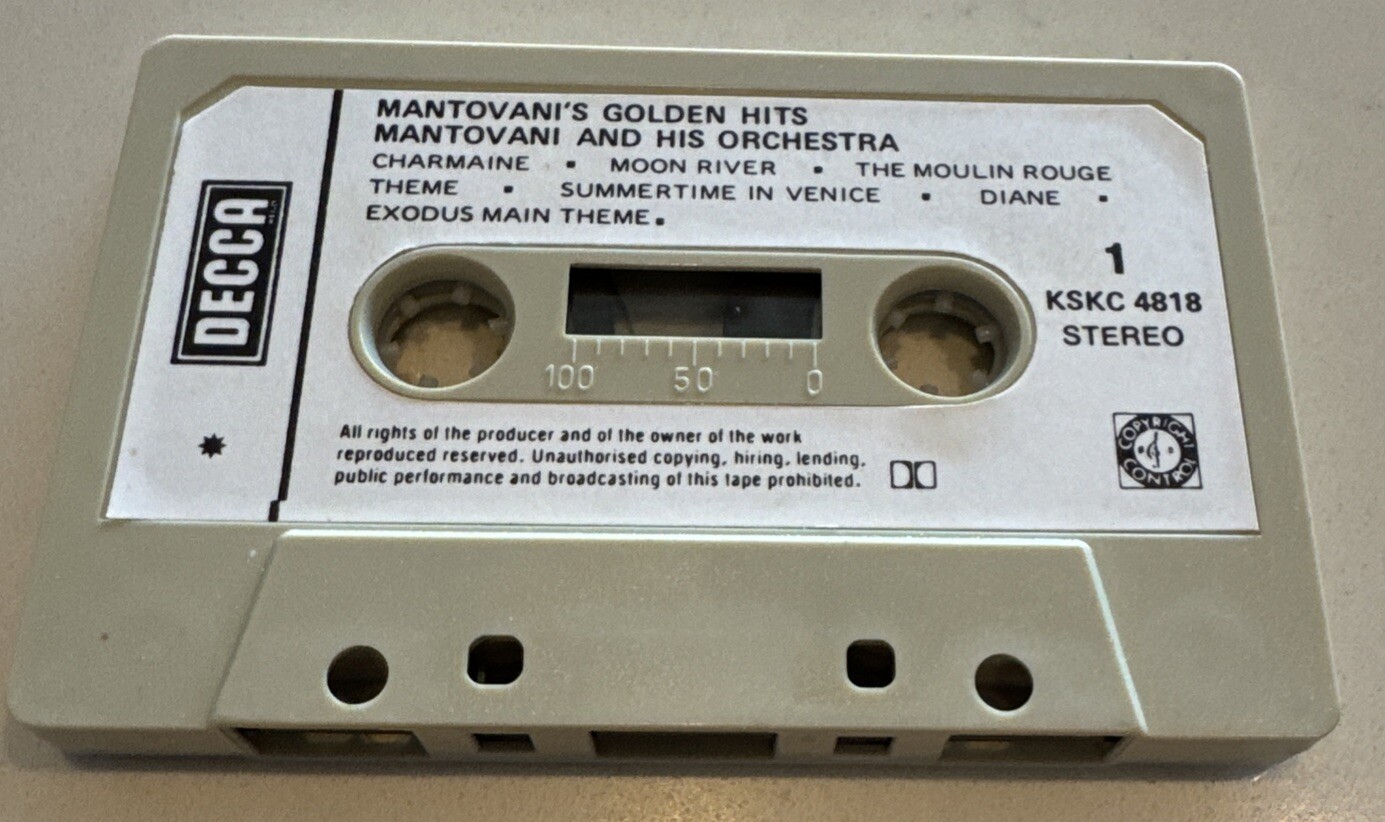 MANTOVANI'S GOLDEN HITS
MANTOVANI AND HIS ORCHESTRA
CHARMAINE ▪ MOON RIVER ▪ THE MOULIN ROUGE
THEME ▪ SUMMERTIME IN VENICE ▪ DIANE ▪
EXODUS MAIN THEME▪
DECCA
1
KSKC 4818
STEREO
100 50 0
All rights of the producer and of the owner of the work
reproduced reserved. Unauthorised copying, hiring, lending,
public performance and broadcasting of this tape prohibited.
COPYRIGHT
CONTROL